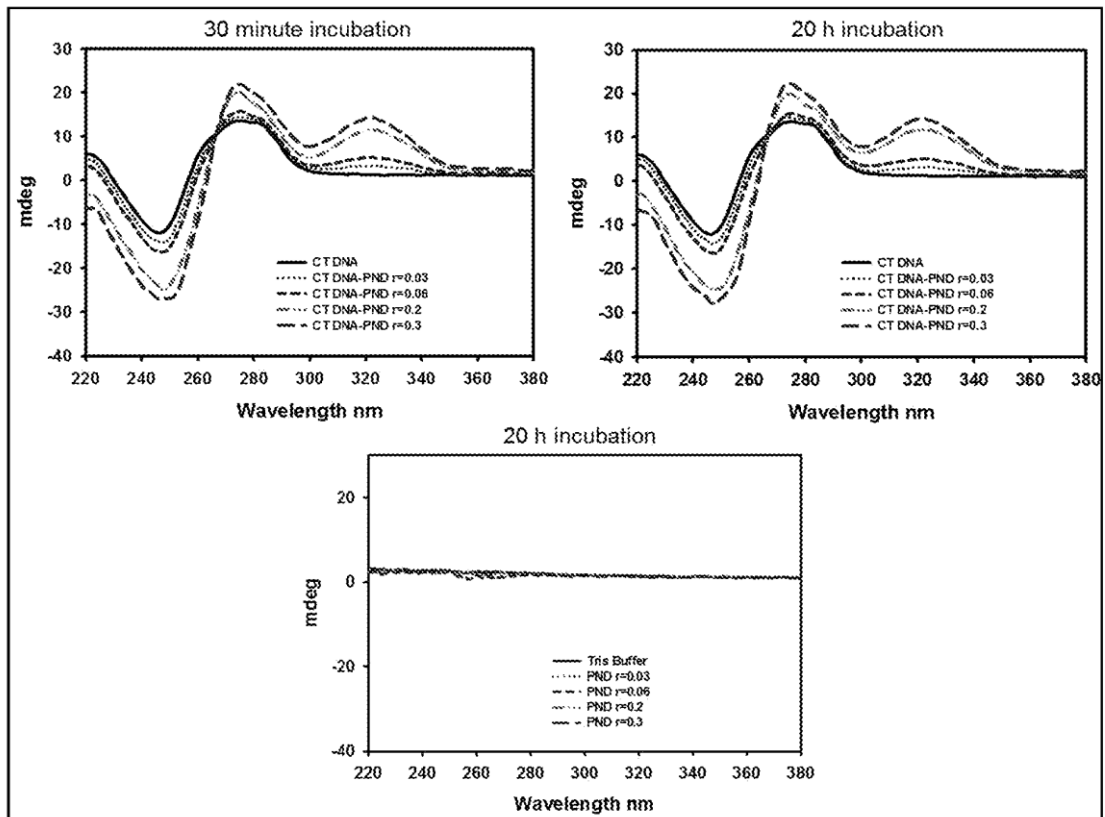 30 minute incubation
30
20
10
0
-10
-20
-30
-40
mdeg
CT DNA
CT DNA-PND r=0.03
CT DNA-PND r=0.06
CT DNA-PND r=0.2
CT DNA-PND r=0.3
220 240 260 280 300 320 340 360 380
Wavelength nm
20 h incubation
30
20
10
0
-10
-20
-30
-40
mdeg
CT DNA
CT DNA-PND r=0.03
CT DNA-PND r=0.06
CT DNA-PND r=0.2
CT DNA-PND r=0.3
220 240 260 280 300 320 340 360 380
Wavelength nm
20 h incubation
20
0
-20
-40
mdeg
Tris Buffer
PND r=0.03
PND r=0.06
PND r=0.2
PND r=0.3
220 240 260 280 300 320 340 360 380
Wavelength nm